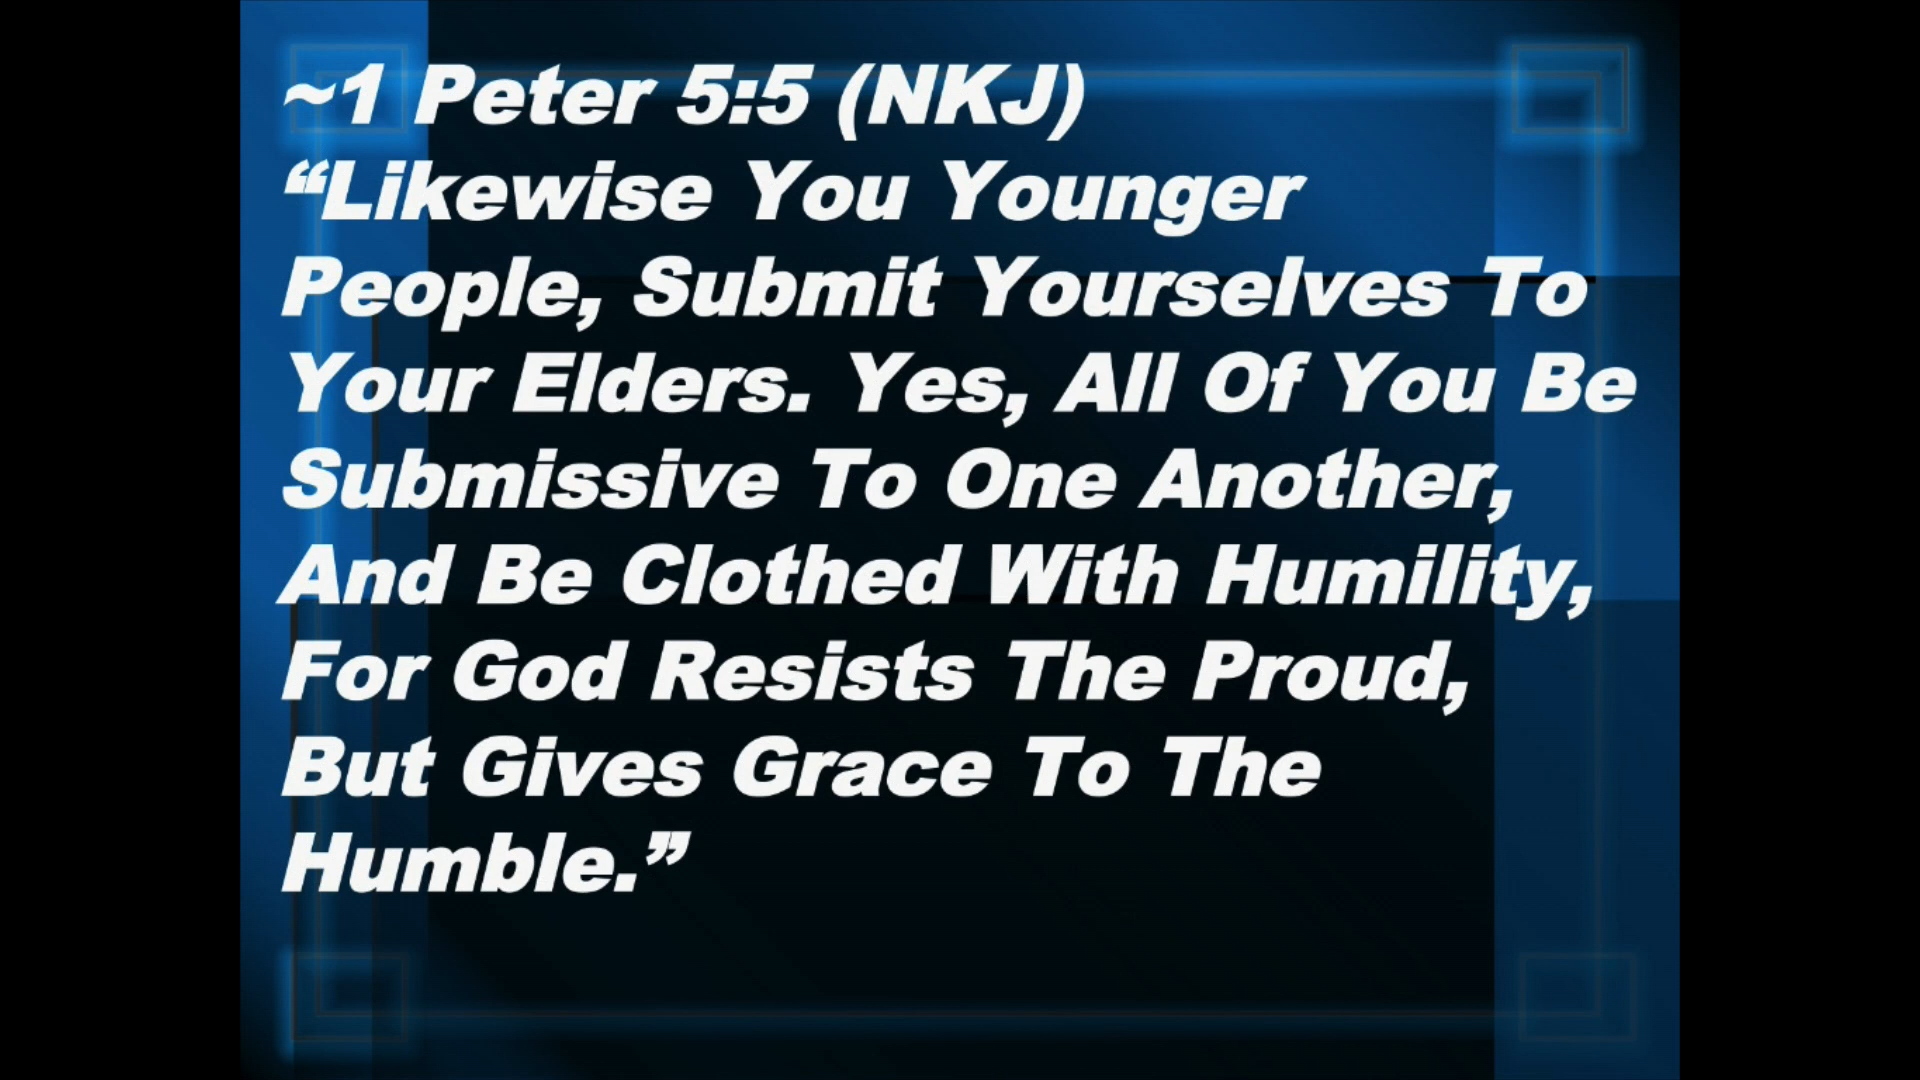 ~1 Peter 5:5 (NKJ)
“Likewise You Younger
People, Submit Yourselves To
Your Elders. Yes, All Of You Be
Submissive To One Another,
And Be Clothed With Humility,
For God Resists The Proud,
But Gives Grace To The
Humble.”